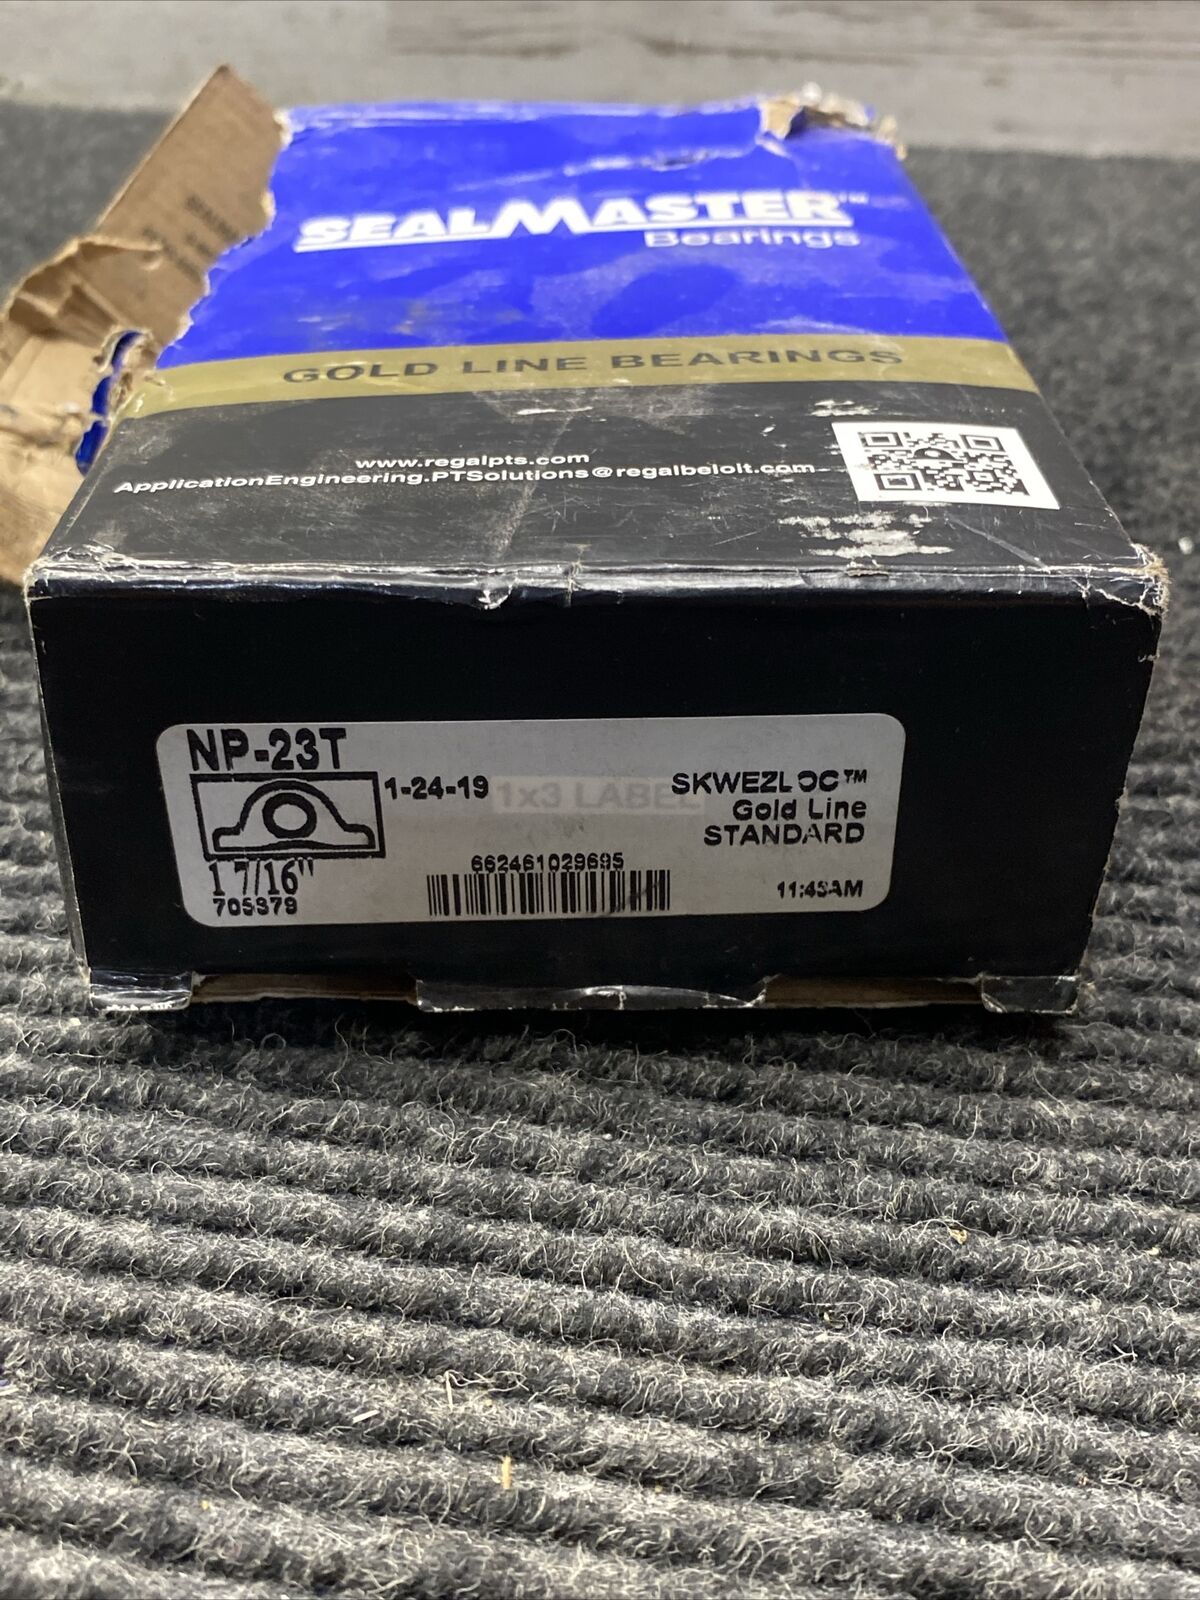 SEALMASTER™
Bearings
GOLD LINE BEARINGS
www.regalpts.com
ApplicationEngineering.PTSolutions@regalbeloit.com
NP-23T
1-24-19
1x3 LABEL
SKWEZLOC™
Gold Line
STANDARD
662461029695
1 7/16"
705379
11:43AM